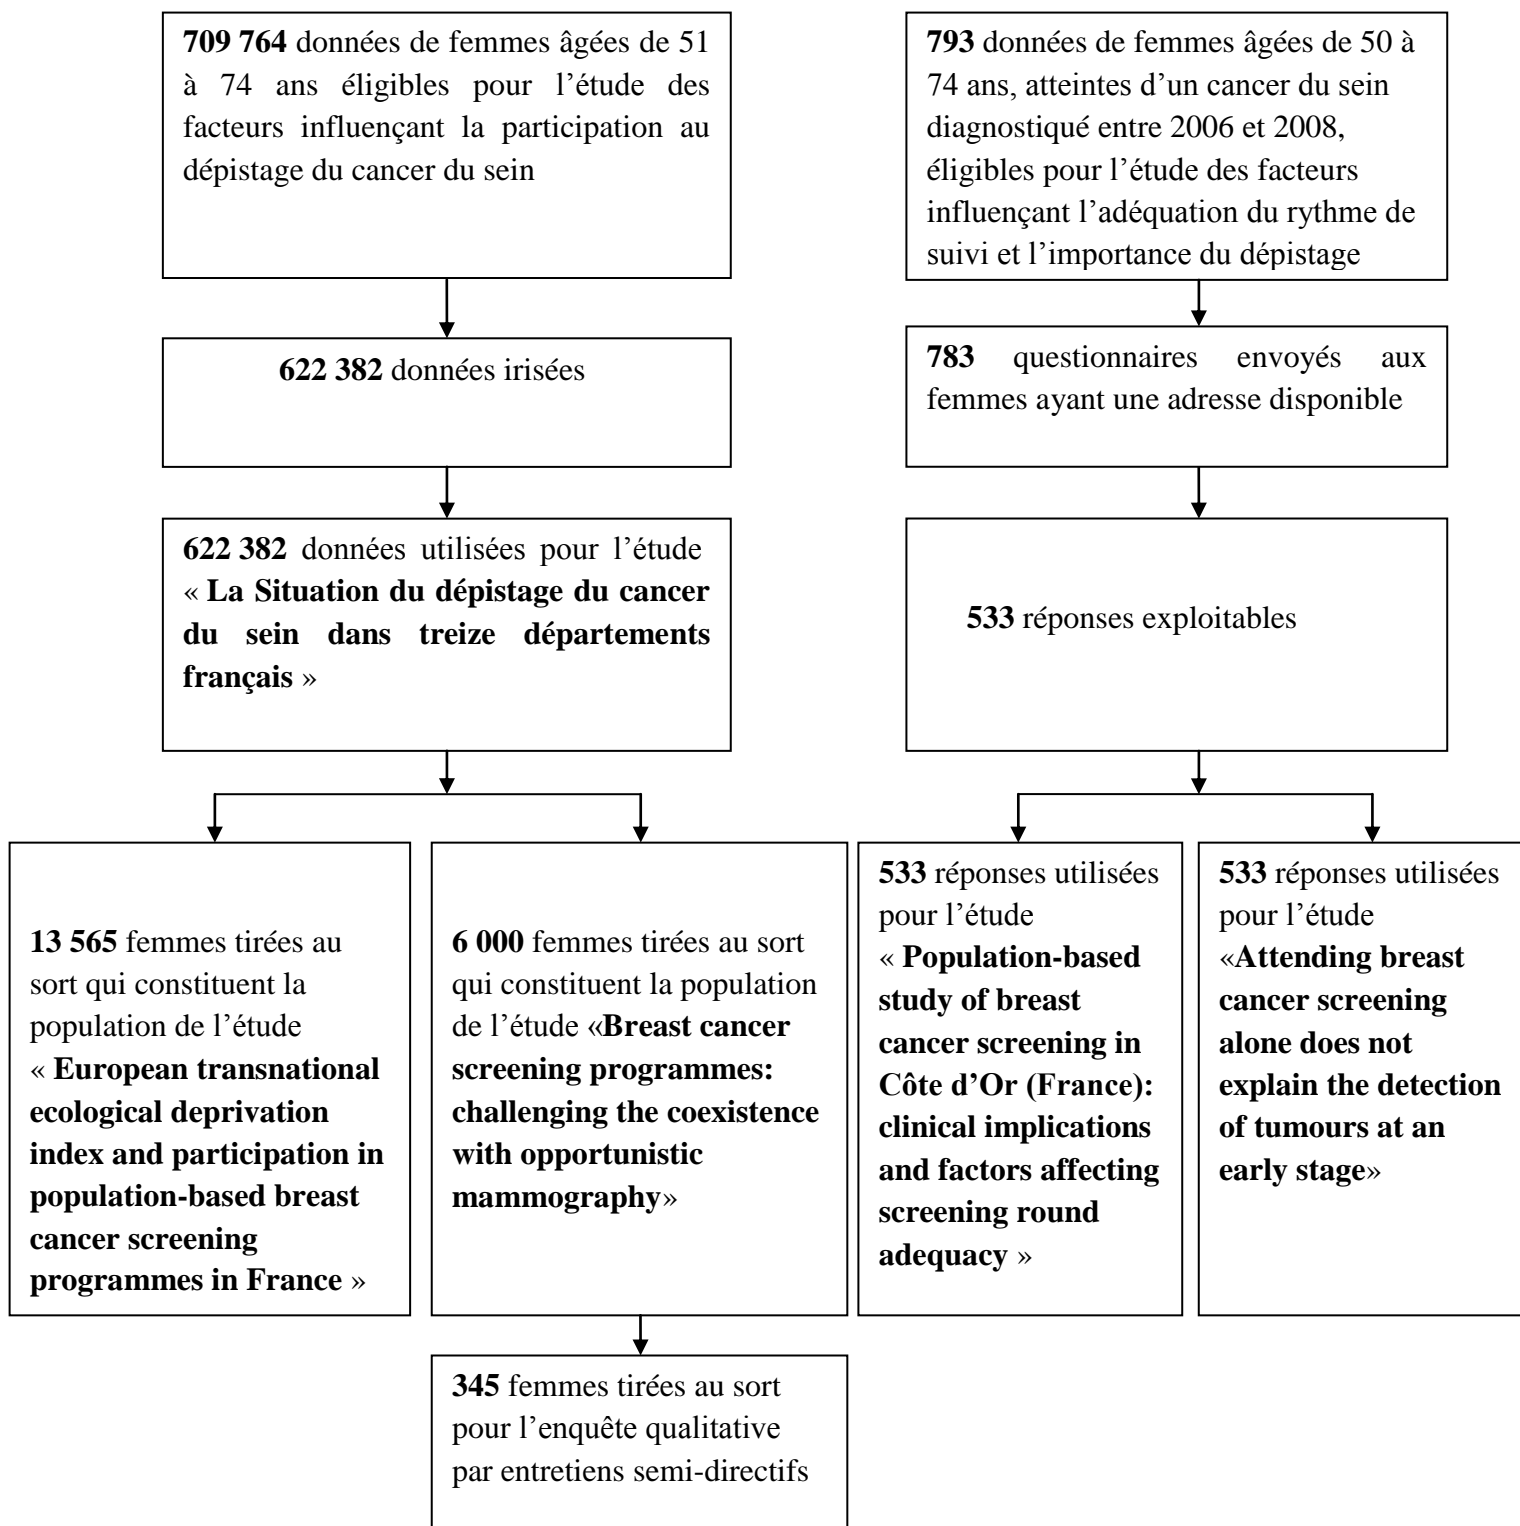 709 764 données de femmes âgées de 51
à 74 ans éligibles pour l’étude des
facteurs influençant la participation au
dépistage du cancer du sein
793 données de femmes âgées de 50 à
74 ans, atteintes d’un cancer du sein
diagnostiqué entre 2006 et 2008,
éligibles pour l’étude des facteurs
influençant l’adéquation du rythme de
suivi et l’importance du dépistage
622 382 données irisées
783 questionnaires envoyés aux
femmes ayant une adresse disponible
622 382 données utilisées pour l’étude
« La Situation du dépistage du cancer
du sein dans treize départements
français »
533 réponses exploitables
13 565 femmes tirées au
sort qui constituent la
population de l’étude
« European transnational
ecological deprivation
index and participation in
population-based breast
cancer screening
programmes in France »
6 000 femmes tirées au sort
qui constituent la population
de l’étude «Breast cancer
screening programmes:
challenging the coexistence
with opportunistic
mammography»
533 réponses utilisées
pour l’étude
« Population-based
study of breast
cancer screening in
Côte d’Or (France):
clinical implications
and factors affecting
screening round
adequacy »
533 réponses utilisées
pour l’étude
«Attending breast
cancer screening
alone does not
explain the detection
of tumours at an
early stage»
345 femmes tirées au sort
pour l’enquête qualitative
par entretiens semi-directifs